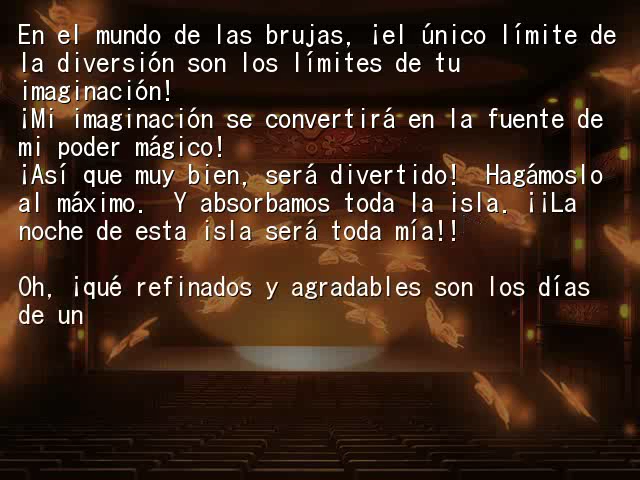 En el mundo de las brujas, ¡el único límite de
la diversión son los límites de tu
imaginación!
¡Mi imaginación se convertirá en la fuente de
mi poder mágico!
¡Así que muy bien, será divertido!  Hagámoslo
al máximo.  Y absorbamos toda la isla. ¡¡La
noche de esta isla será toda mía!!
Oh, ¡qué refinados y agradables son los días
de un